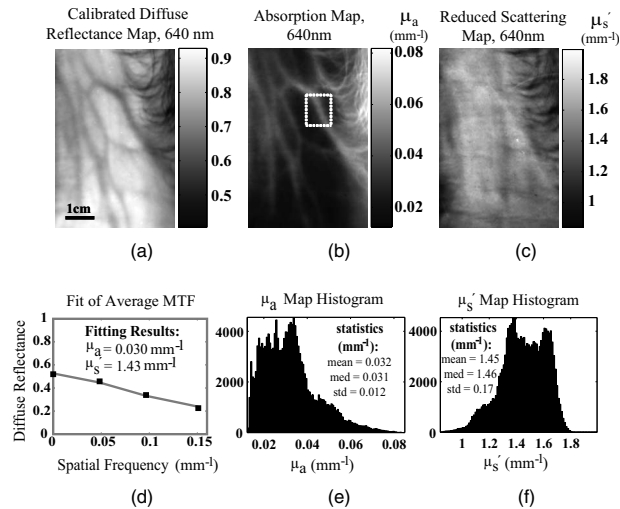 Calibrated Diffuse
Reflectance Map, 640 nm
0.9
0.8
0.7
0.6
0.5
1cm
(a)
Absorption Map,
640nm
μa
(mm-1)
0.08
0.06
0.04
0.02
(b)
Reduced Scattering
Map, 640nm
μs′
(mm-1)
1.8
1.6
1.4
1.2
1
(c)
Fit of Average MTF
Diffuse Reflectance
1
0.8
0.6
0.4
0.2
0
Fitting Results:
μa = 0.030 mm-1
μs′ = 1.43 mm-1
0 0.05 0.1 0.15
Spatial Frequency (mm-1)
(d)
μa Map Histogram
4000
2000
0
statistics
(mm-1):
mean = 0.032
med = 0.031
std = 0.012
0.02 0.04 0.06 0.08
μa (mm-1)
(e)
μs′ Map Histogram
4000
2000
0
statistics
(mm-1):
mean = 1.45
med = 1.46
std = 0.17
1 1.2 1.4 1.6 1.8
μs′ (mm-1)
(f)